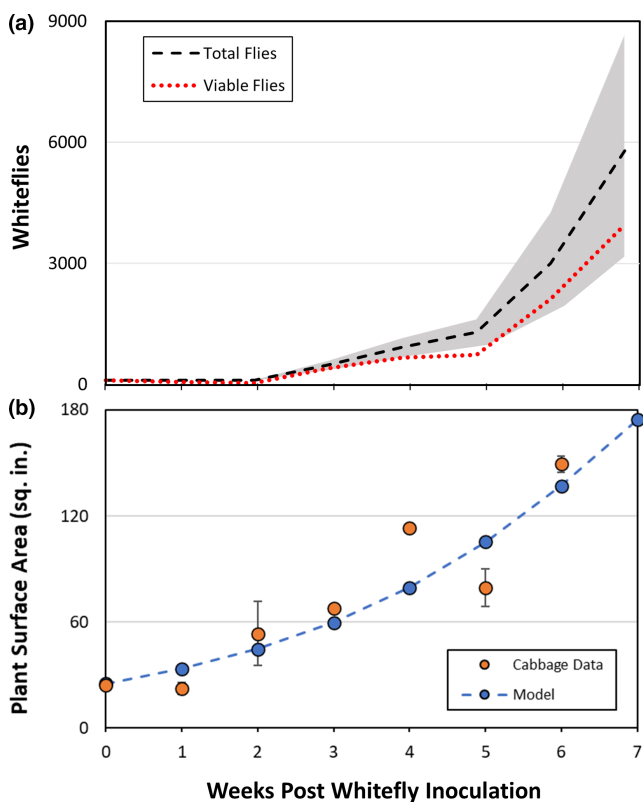 (a)
9000
6000
3000
0
Whiteflies
Total Flies
Viable Flies
(b)
180
120
60
0
Plant Surface Area (sq. in.)
Cabbage Data
Model
0 1 2 3 4 5 6 7
Weeks Post Whitefly Inoculation